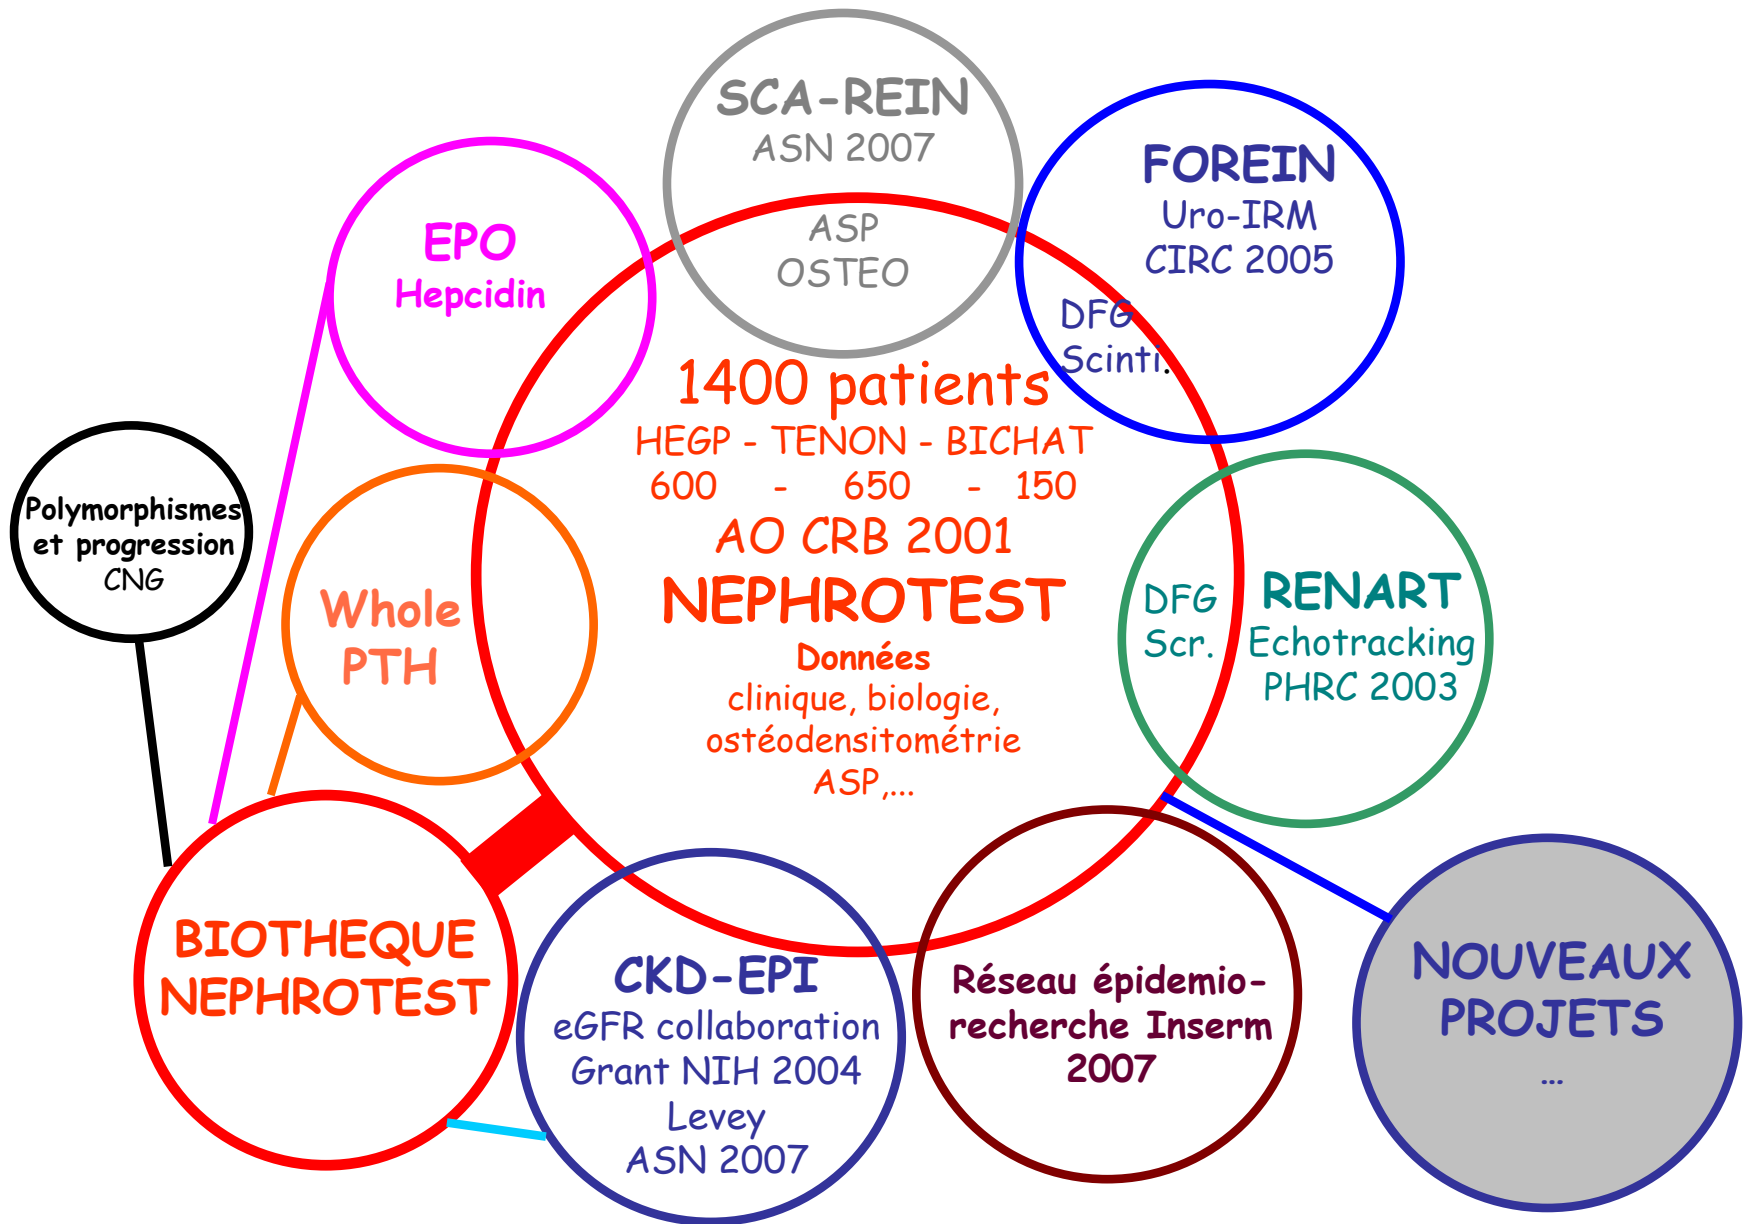 SCA-REIN
ASN 2007
ASP
OSTEO
FOREIN
Uro-IRM
CIRC 2005
DFG
Scinti.
EPO
Hepcidin
1400 patients
HEGP - TENON - BICHAT
600 - 650 - 150
AO CRB 2001
NEPHROTEST
Données
clinique, biologie,
ostéodensitométrie
ASP,...
Polymorphismes
et progression
CNG
Whole
PTH
DFG
Scr.
RENART
Echotracking
PHRC 2003
BIOTHEQUE
NEPHROTEST
CKD-EPI
eGFR collaboration
Grant NIH 2004
Levey
ASN 2007
Réseau épidemio-
recherche Inserm
2007
NOUVEAUX
PROJETS
...